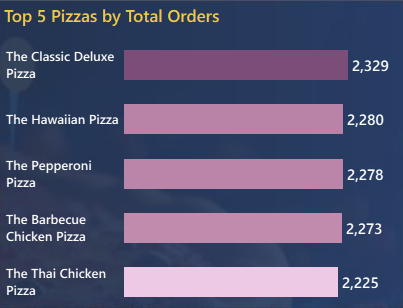 Top 5 Pizzas by Total Orders
The Classic Deluxe
Pizza
2,329
The Hawaiian Pizza
2,280
The Pepperoni
Pizza
2,278
The Barbecue
Chicken Pizza
2,273
The Thai Chicken
Pizza
2,225